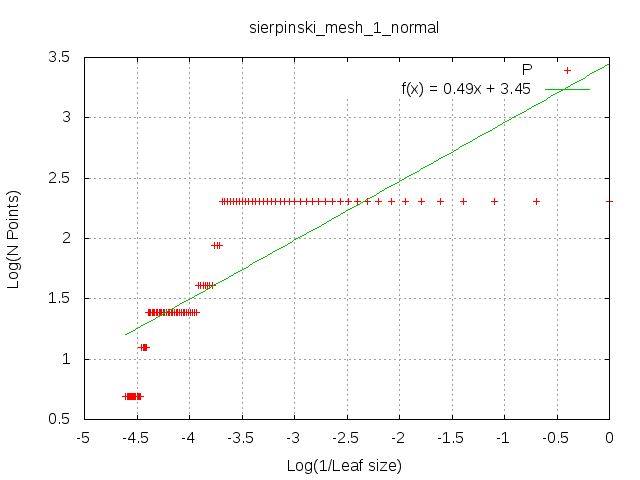 sierpinski_mesh_1_normal
3.5
3
2.5
2
1.5
1
0.5
Log(N Points)
P
f(x) = 0.49x + 3.45
-5 -4.5 -4 -3.5 -3 -2.5 -2 -1.5 -1 -0.5 0
Log(1/Leaf size)